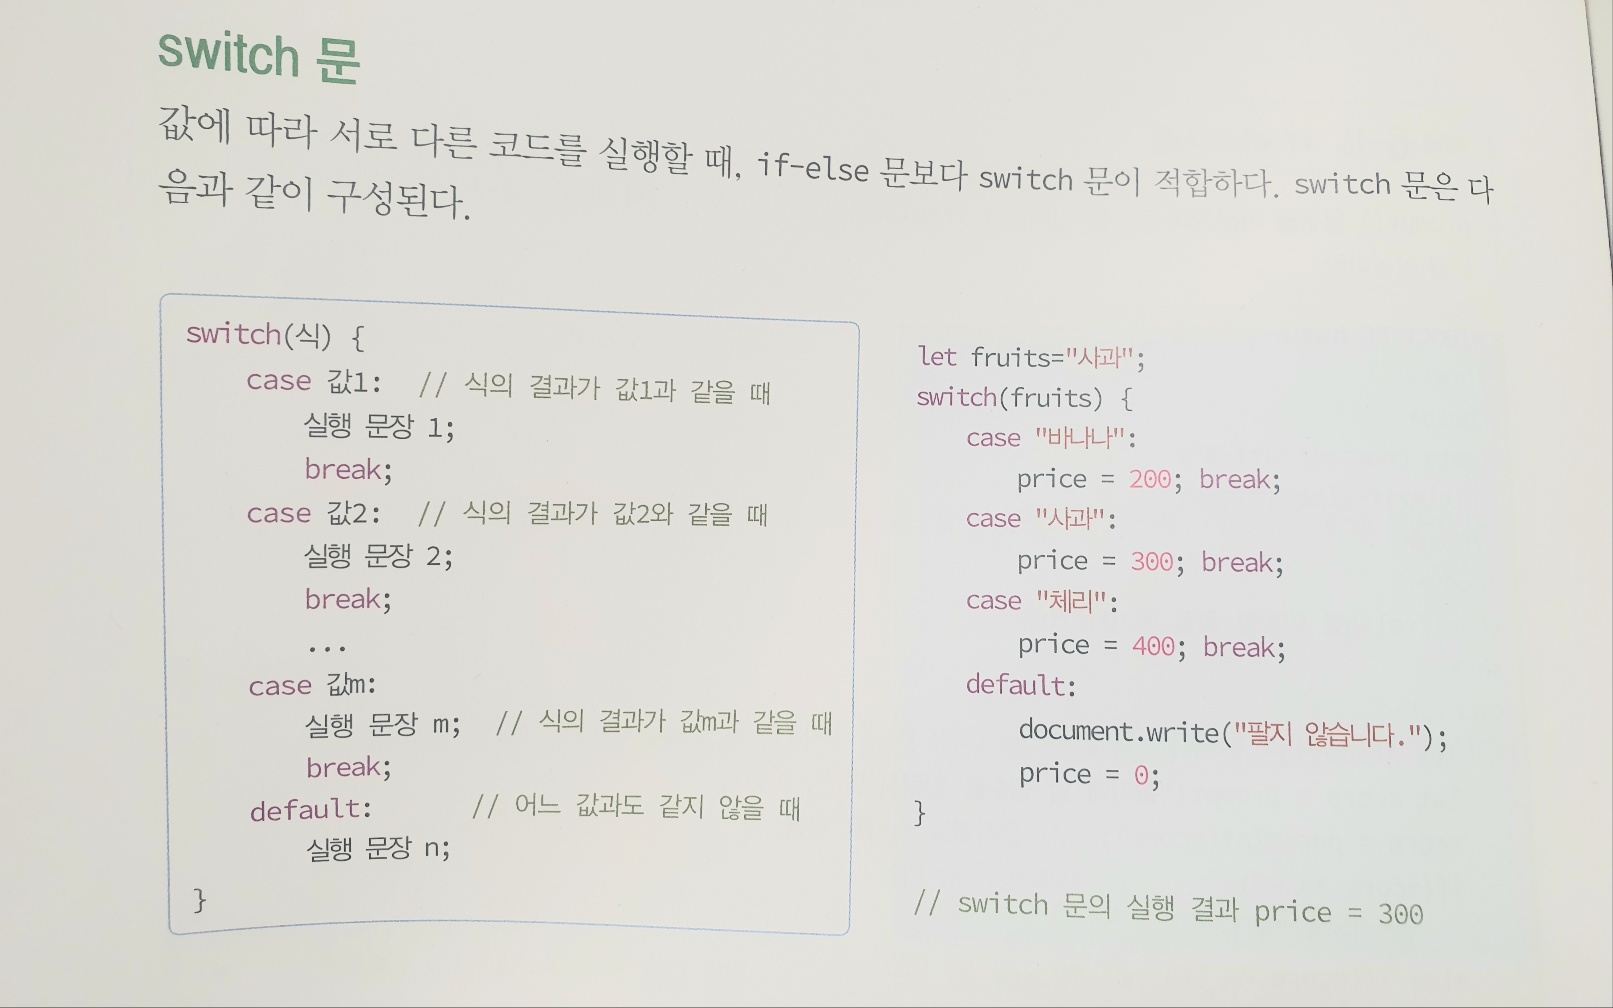 switch 문
값에 따라 서로 다른 코드를 실행할 때, if-else 문보다 switch 문이 적합하다. switch 문은 다
음과 같이 구성된다.
switch(식) {
case 값1: // 식의 결과가 값1과 같을 때
실행 문장 1;
break;
case 값2: // 식의 결과가 값2와 같을 때
실행 문장 2;
break;
...
case 값m:
실행 문장 m; // 식의 결과가 값m과 같을 때
break;
default: // 어느 값과도 같지 않을 때
실행 문장 n;
}
let fruits="사과";
switch(fruits) {
case "바나나":
price = 200; break;
case "사과":
price = 300; break;
case "체리":
price = 400; break;
default:
document.write("팔지 않습니다.");
price = 0;
}
// switch 문의 실행 결과 price = 300